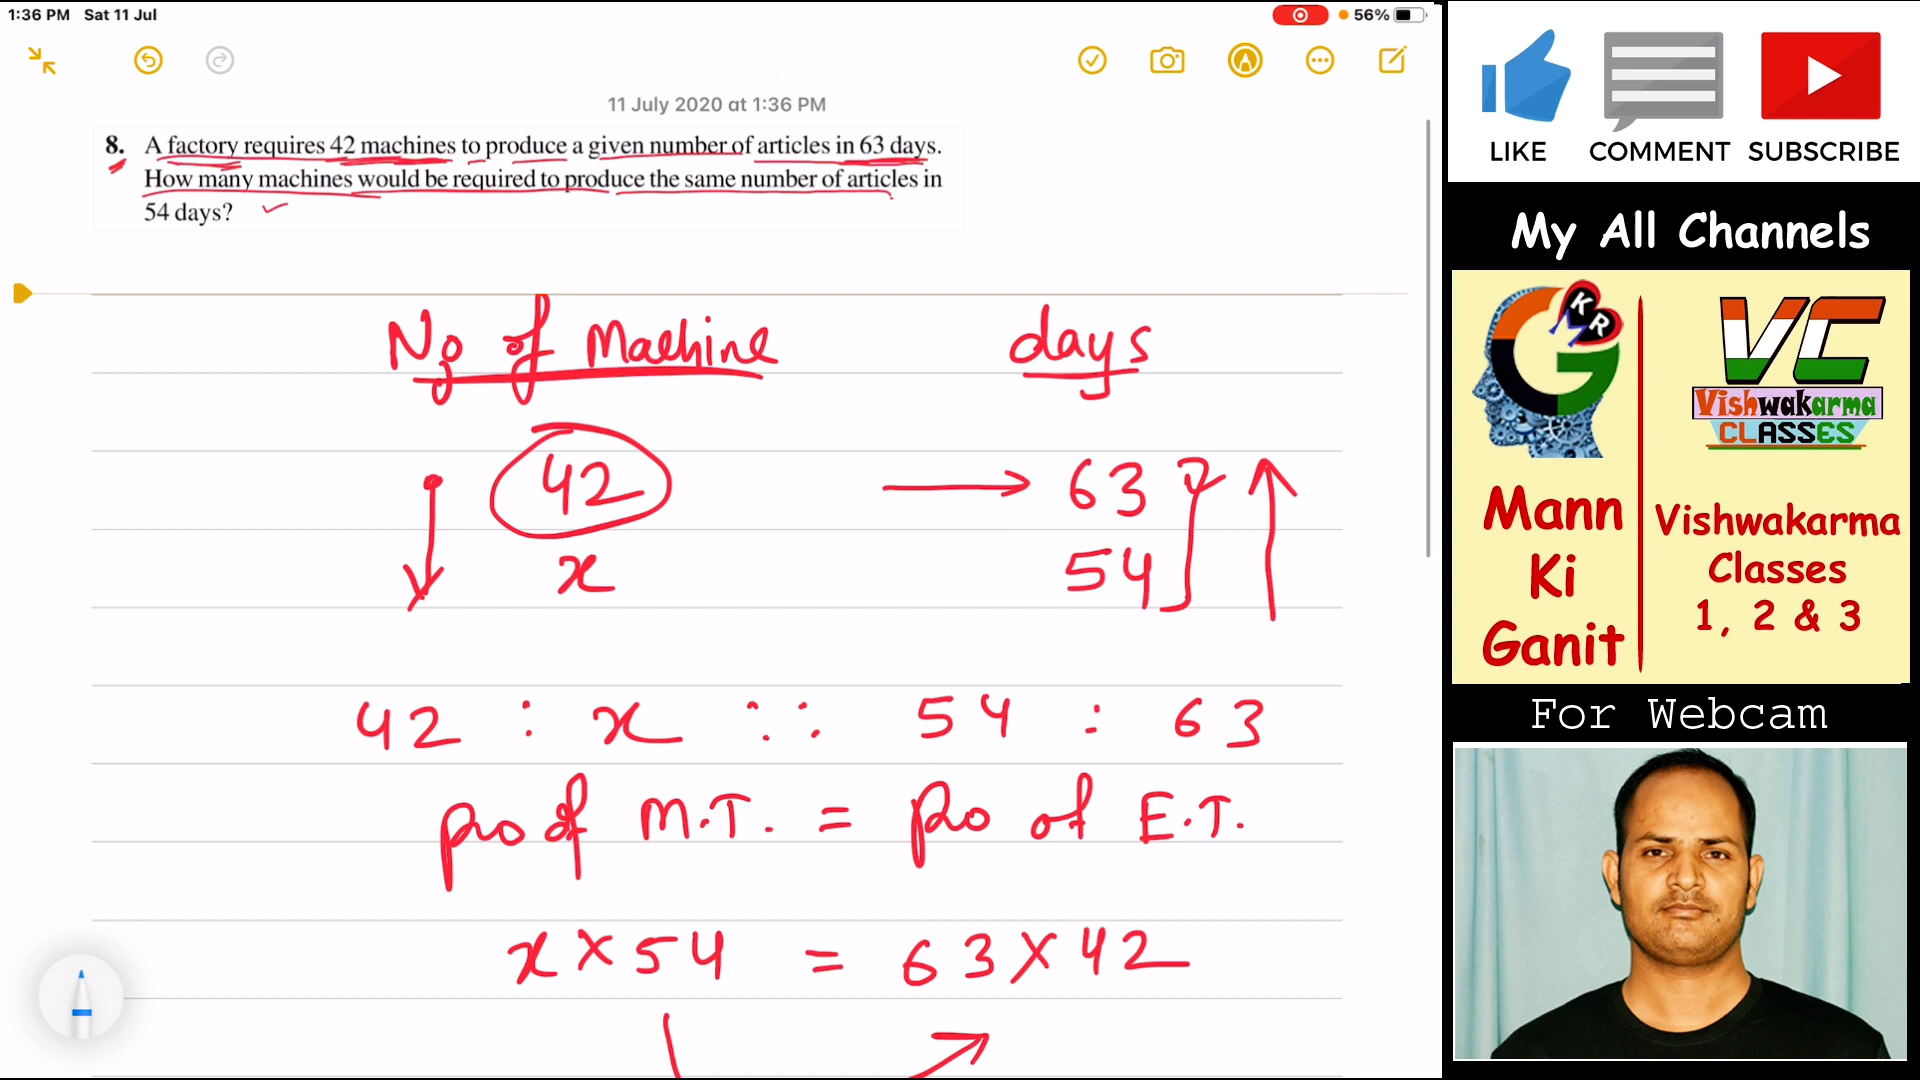 1:36 PM Sat 11 Jul
56%
11 July 2020 at 1:36 PM
8. A factory requires 42 machines to produce a given number of articles in 63 days.
How many machines would be required to produce the same number of articles in
54 days?
No of Machine days
42 → 63
x 54
42 : x :: 54 : 63
pro of M.T. = pro of E.T.
x × 54 = 63 × 42
LIKE COMMENT SUBSCRIBE
My All Channels
G KR
VC
Vishwakarma
CLASSES
Mann
Ki
Ganit
Vishwakarma
Classes
1, 2 & 3
For Webcam